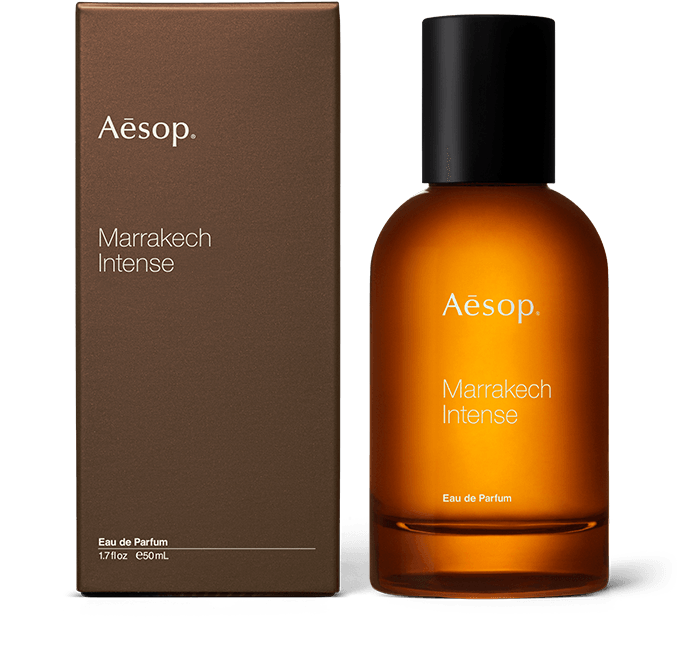 Aēsop®
Marrakech
Intense
Eau de Parfum
1.7 fl oz ℮50 mL
Aēsop®
Marrakech
Intense
Eau de Parfum